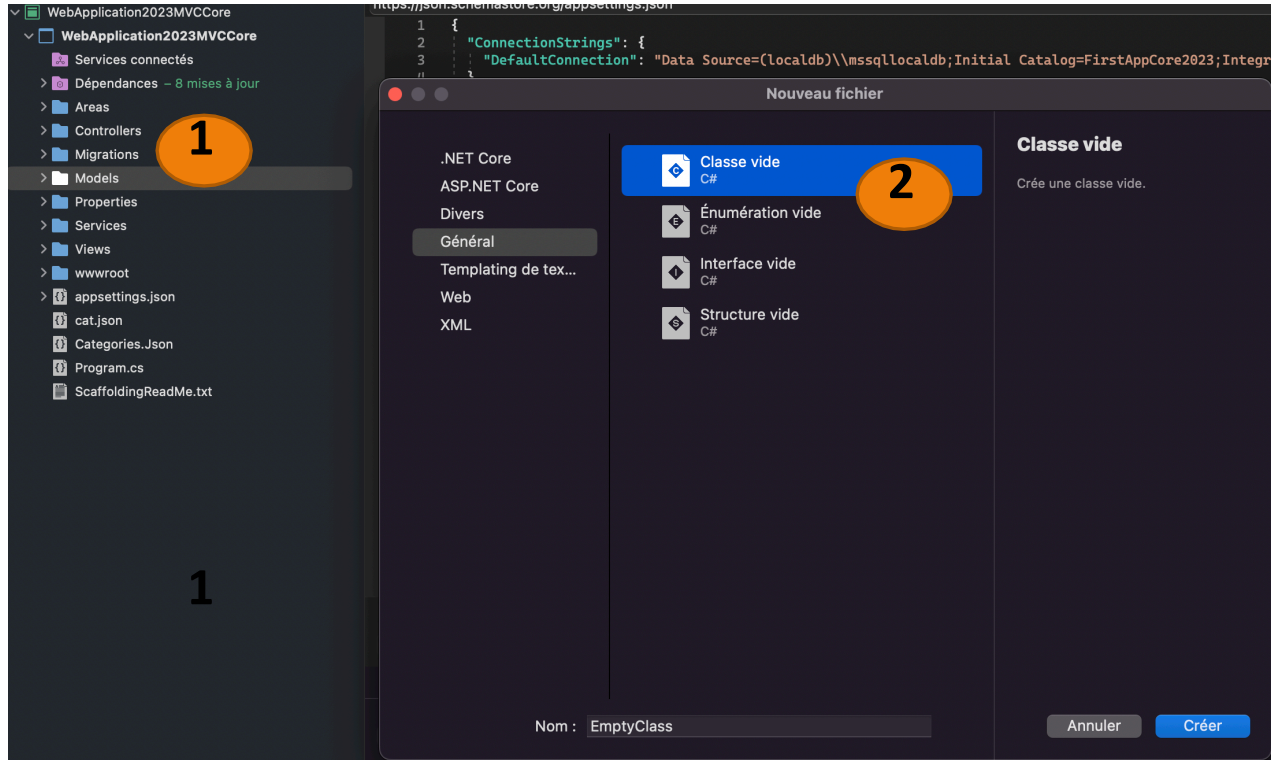 WebApplication2023MVCCore
WebApplication2023MVCCore
Services connectés
Dépendances – 8 mises à jour
Areas
Controllers
Migrations
Models
Properties
Services
Views
wwwroot
appsettings.json
cat.json
Categories.Json
Program.cs
ScaffoldingReadMe.txt
1
1
https://json.schemastore.org/appsettings.json
1 {
2 "ConnectionStrings": {
3 "DefaultConnection": "Data Source=(localdb)\\mssqllocaldb;Initial Catalog=FirstAppCore2023;Integr
4 }
Nouveau fichier
.NET Core
ASP.NET Core
Divers
Général
Templating de tex...
Web
XML
Classe vide
C#
2
Énumération vide
C#
Interface vide
C#
Structure vide
C#
Classe vide
Crée une classe vide.
Nom : EmptyClass
Annuler
Créer